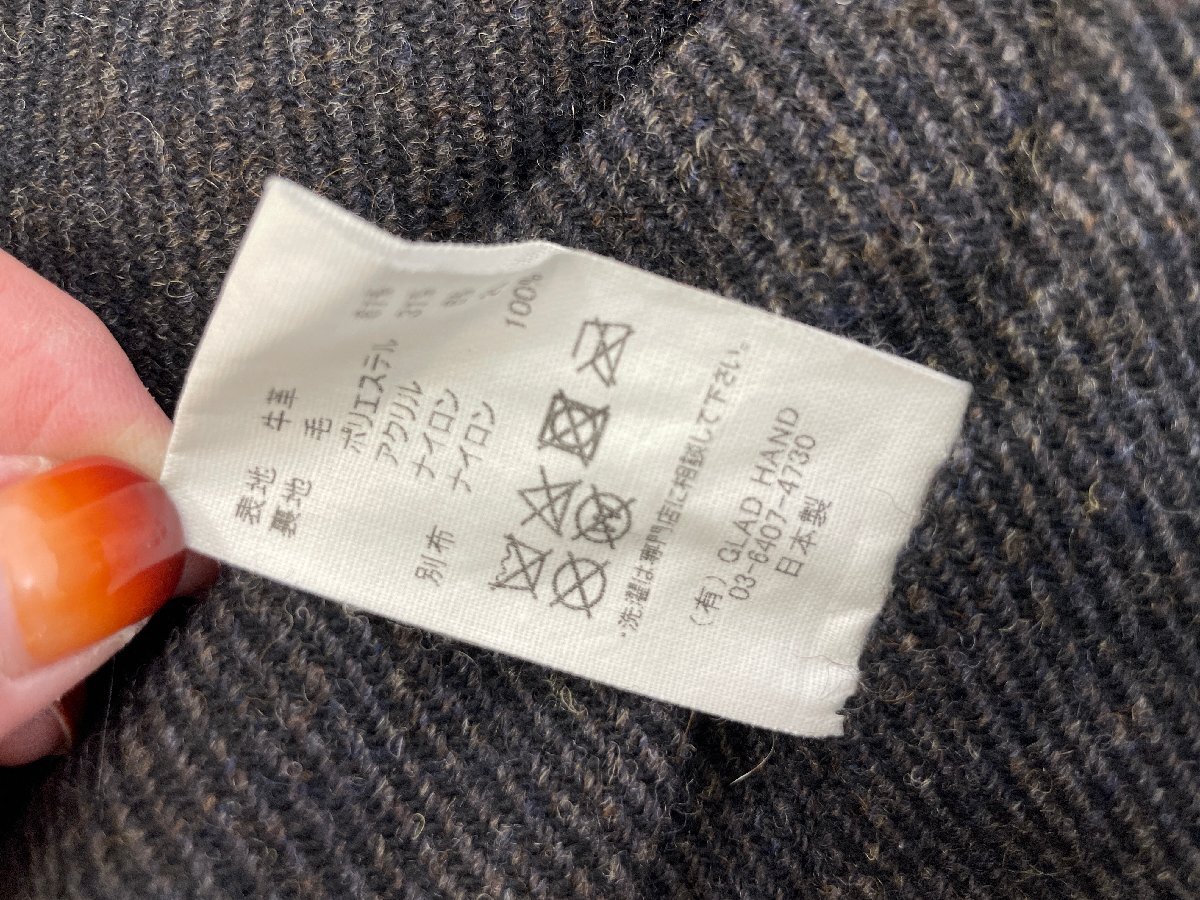 表地 牛革
裏地 毛
ポリエステル
アクリル
ナイロン
別布 ナイロン 100%
*洗濯は専門店に相談して下さい。
(有) GLAD HAND
03-6407-4730
日本製